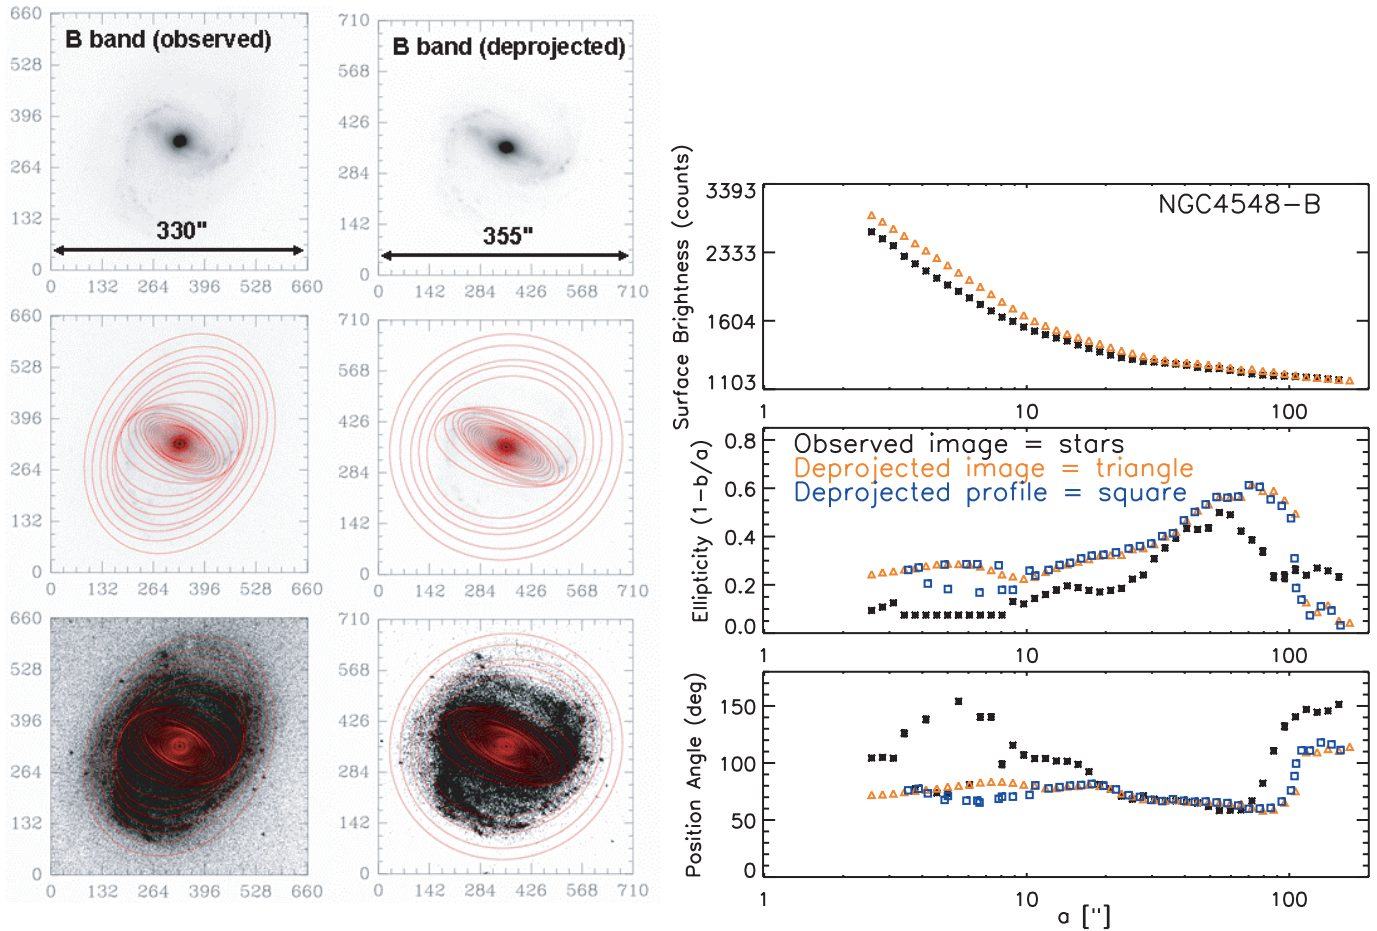 B band (observed)
660
528
396
264
132
0
330"
0 132 264 396 528 660
B band (deprojected)
710
568
426
284
142
0
355"
0 142 284 426 568 710
660
528
396
264
132
0
0 132 264 396 528 660
710
568
426
284
142
0
0 142 284 426 568 710
660
528
396
264
132
0
0 132 264 396 528 660
710
568
426
284
142
0
0 142 284 426 568 710
Surface Brightness (counts)
3393
2333
1604
1103
NGC4548-B
1 10 100
Ellipticity (1-b/a)
0.8
0.6
0.4
0.2
0.0
Observed image = stars
Deprojected image = triangle
Deprojected profile = square
1 10 100
Position Angle (deg)
150
100
50
0
1 10 100
a ["]